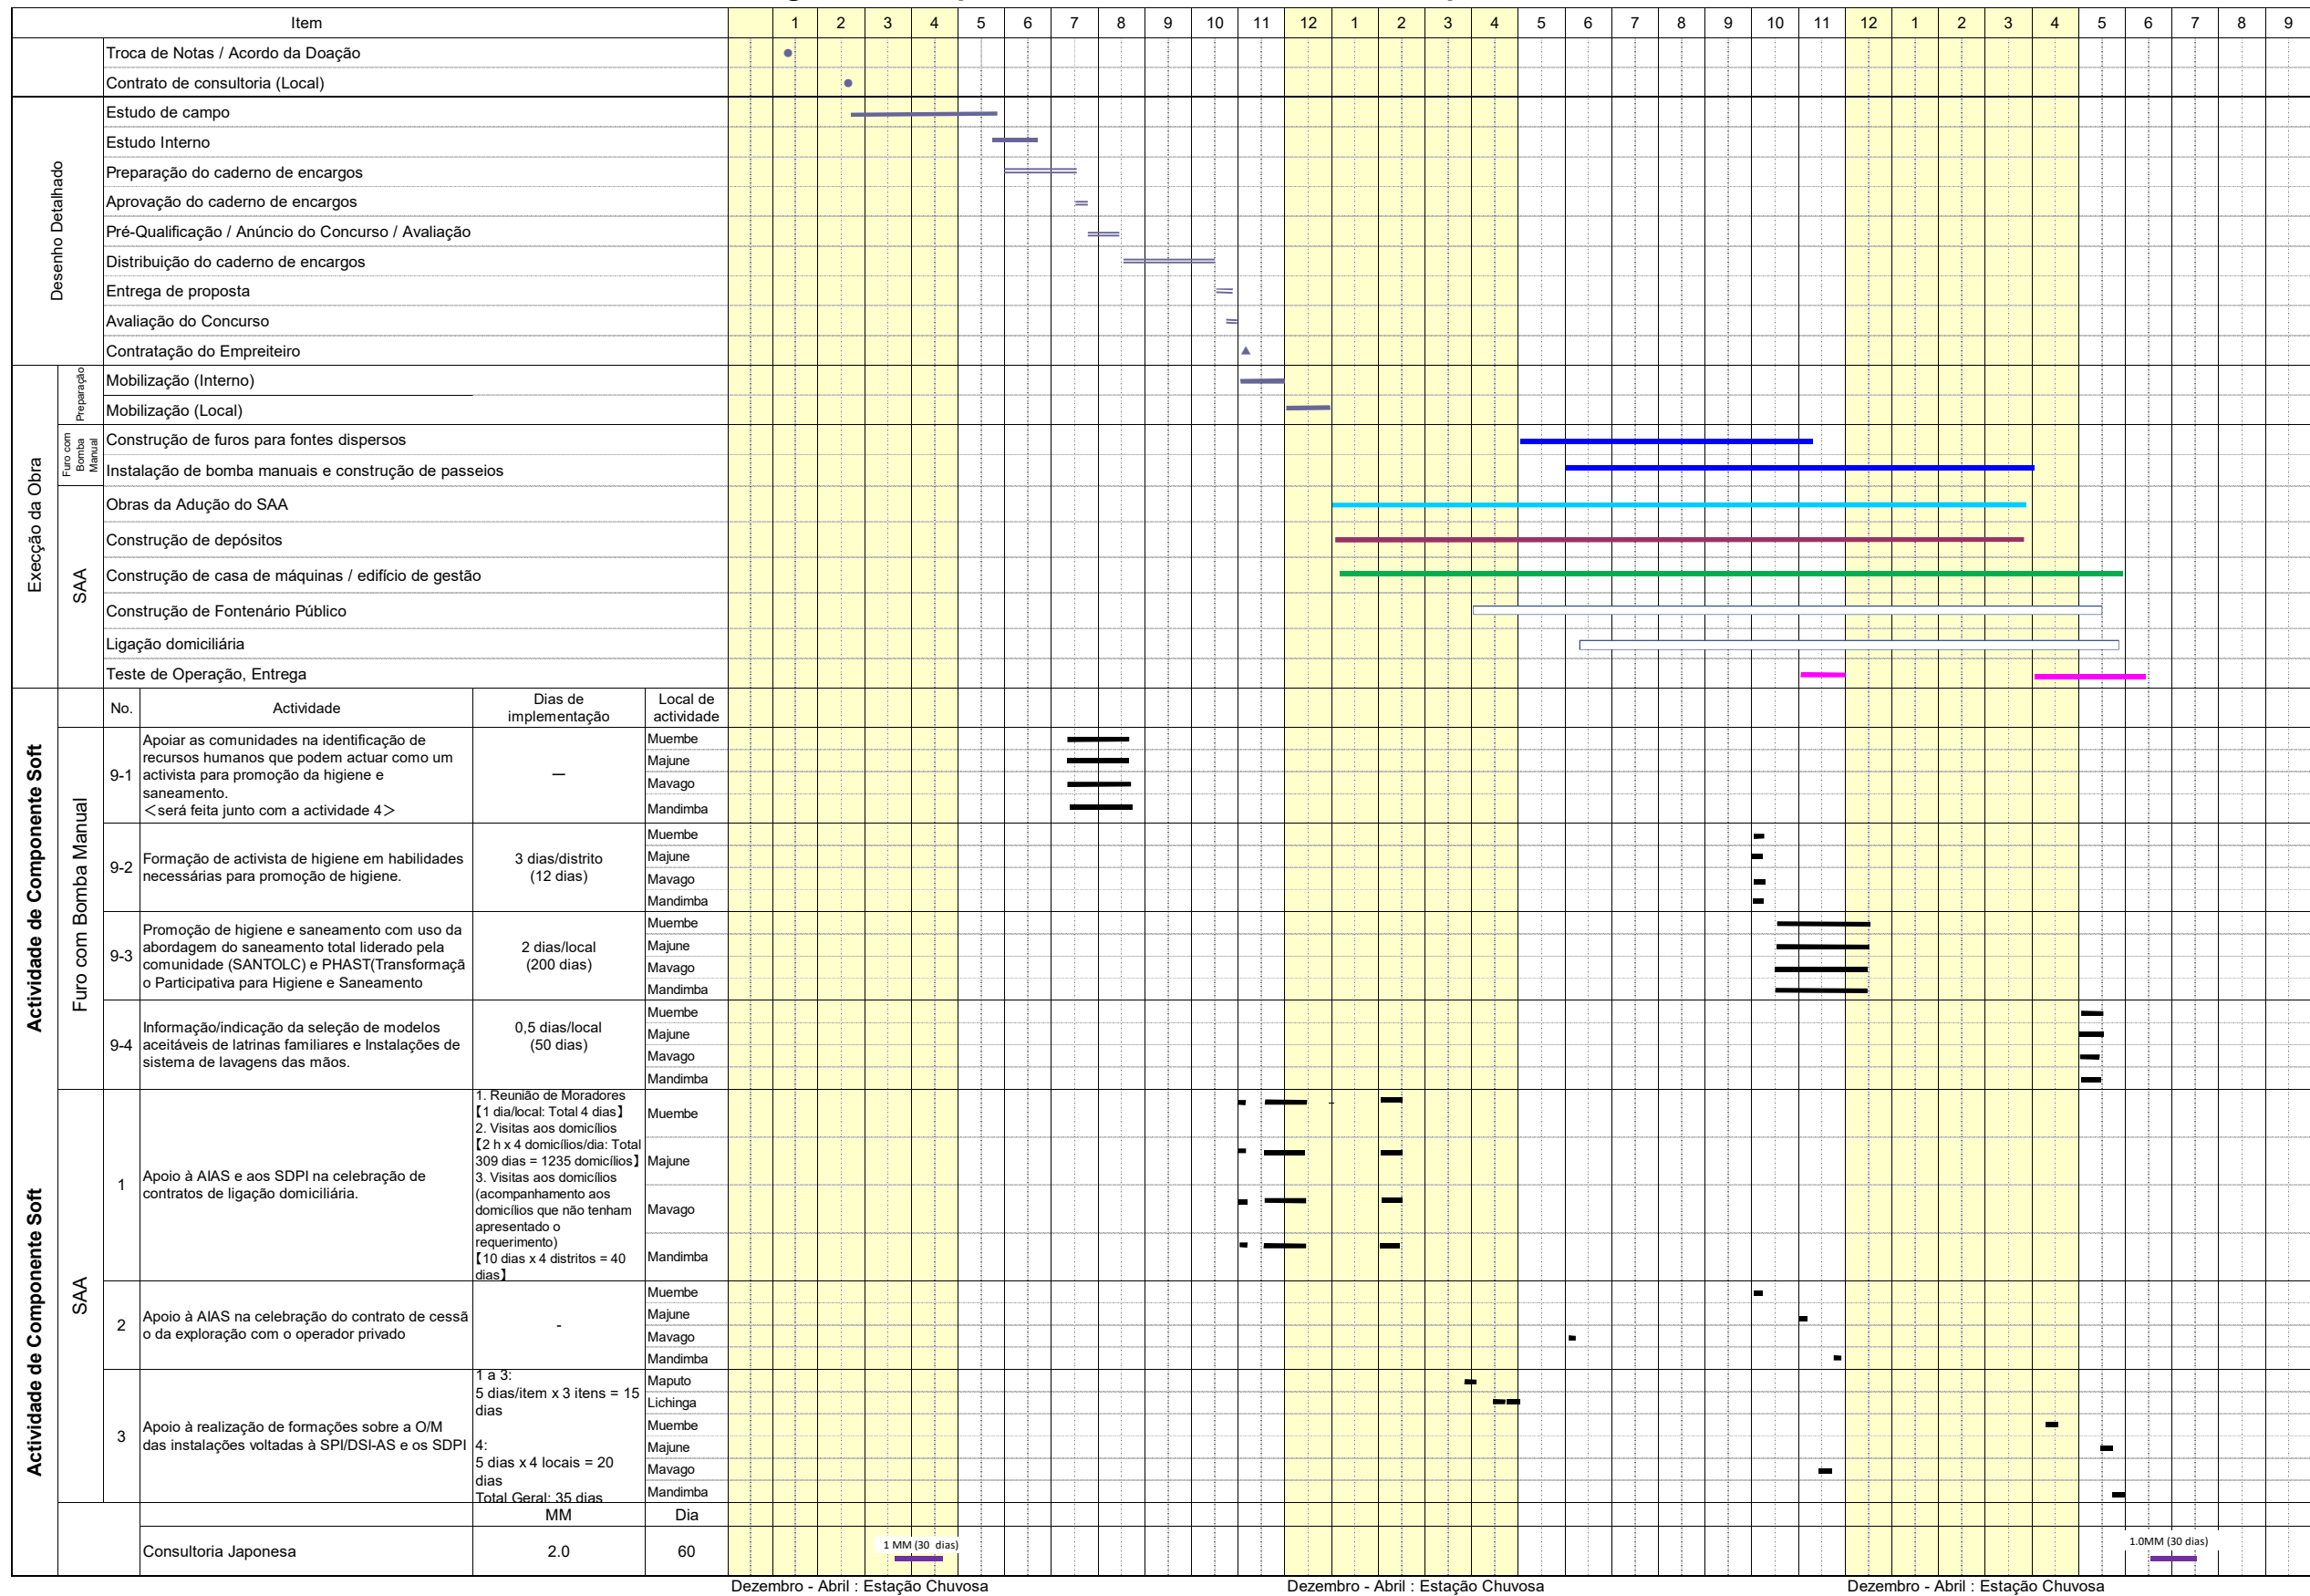 Item 1 2 3 4 5 6 7 8 9 10 11 12 1 2 3 4 5 6 7 8 9 10 11 12 1 2 3 4 5 6 7 8 9
Troca de Notas / Acordo da Doação
Contrato de consultoria (Local)
Desenho Detalhado
Estudo de campo
Estudo Interno
Preparação do caderno de encargos
Aprovação do caderno de encargos
Pré-Qualificação / Anúncio do Concurso / Avaliação
Distribuição do caderno de encargos
Entrega de proposta
Avaliação do Concurso
Contratação do Empreiteiro
Execção da Obra
Preparação
Mobilização (Interno)
Mobilização (Local)
Furo com
Bomba
Manual
Construção de furos para fontes dispersos
Instalação de bomba manuais e construção de passeios
SAA
Obras da Adução do SAA
Construção de depósitos
Construção de casa de máquinas / edifício de gestão
Construção de Fontenário Público
Ligação domiciliária
Teste de Operação, Entrega
No. Actividade Dias de
implementação Local de
actividade
Actividade de Componente Soft
Furo com Bomba Manual
9-1
Apoiar as comunidades na identificação de
recursos humanos que podem actuar como um
activista para promoção da higiene e
saneamento.
＜será feita junto com a actividade 4＞
—
Muembe
Majune
Mavago
Mandimba
9-2
Formação de activista de higiene em habilidades
necessárias para promoção de higiene.
3 dias/distrito
(12 dias)
Muembe
Majune
Mavago
Mandimba
9-3
Promoção de higiene e saneamento com uso da
abordagem do saneamento total liderado pela
comunidade (SANTOLC) e PHAST(Transformaçã
o Participativa para Higiene e Saneamento
2 dias/local
(200 dias)
Muembe
Majune
Mavago
Mandimba
9-4
Informação/indicação da seleção de modelos
aceitáveis de latrinas familiares e Instalações de
sistema de lavagens das mãos.
0,5 dias/local
(50 dias)
Muembe
Majune
Mavago
Mandimba
Actividade de Componente Soft
SAA
1
Apoio à AIAS e aos SDPI na celebração de
contratos de ligação domiciliária.
1. Reunião de Moradores
【1 dia/local: Total 4 dias】
2. Visitas aos domicílios
【2 h x 4 domicílios/dia: Total
309 dias = 1235 domicílios】
3. Visitas aos domicílios
(acompanhamento aos
domicílios que não tenham
apresentado o
requerimento)
【10 dias x 4 distritos = 40
dias】
Muembe
Majune
Mavago
Mandimba
2
Apoio à AIAS na celebração do contrato de cessã
o da exploração com o operador privado
-
Muembe
Majune
Mavago
Mandimba
3
Apoio à realização de formações sobre a O/M
das instalações voltadas à SPI/DSI-AS e os SDPI
1 a 3:
5 dias/item x 3 itens = 15
dias
4:
5 dias x 4 locais = 20
dias
Total Geral: 35 dias
Maputo
Lichinga
Muembe
Majune
Mavago
Mandimba
MM Dia
Consultoria Japonesa 2.0 60
1 MM (30 dias)
1.0MM (30 dias)
Dezembro - Abril : Estação Chuvosa
Dezembro - Abril : Estação Chuvosa
Dezembro - Abril : Estação Chuvosa